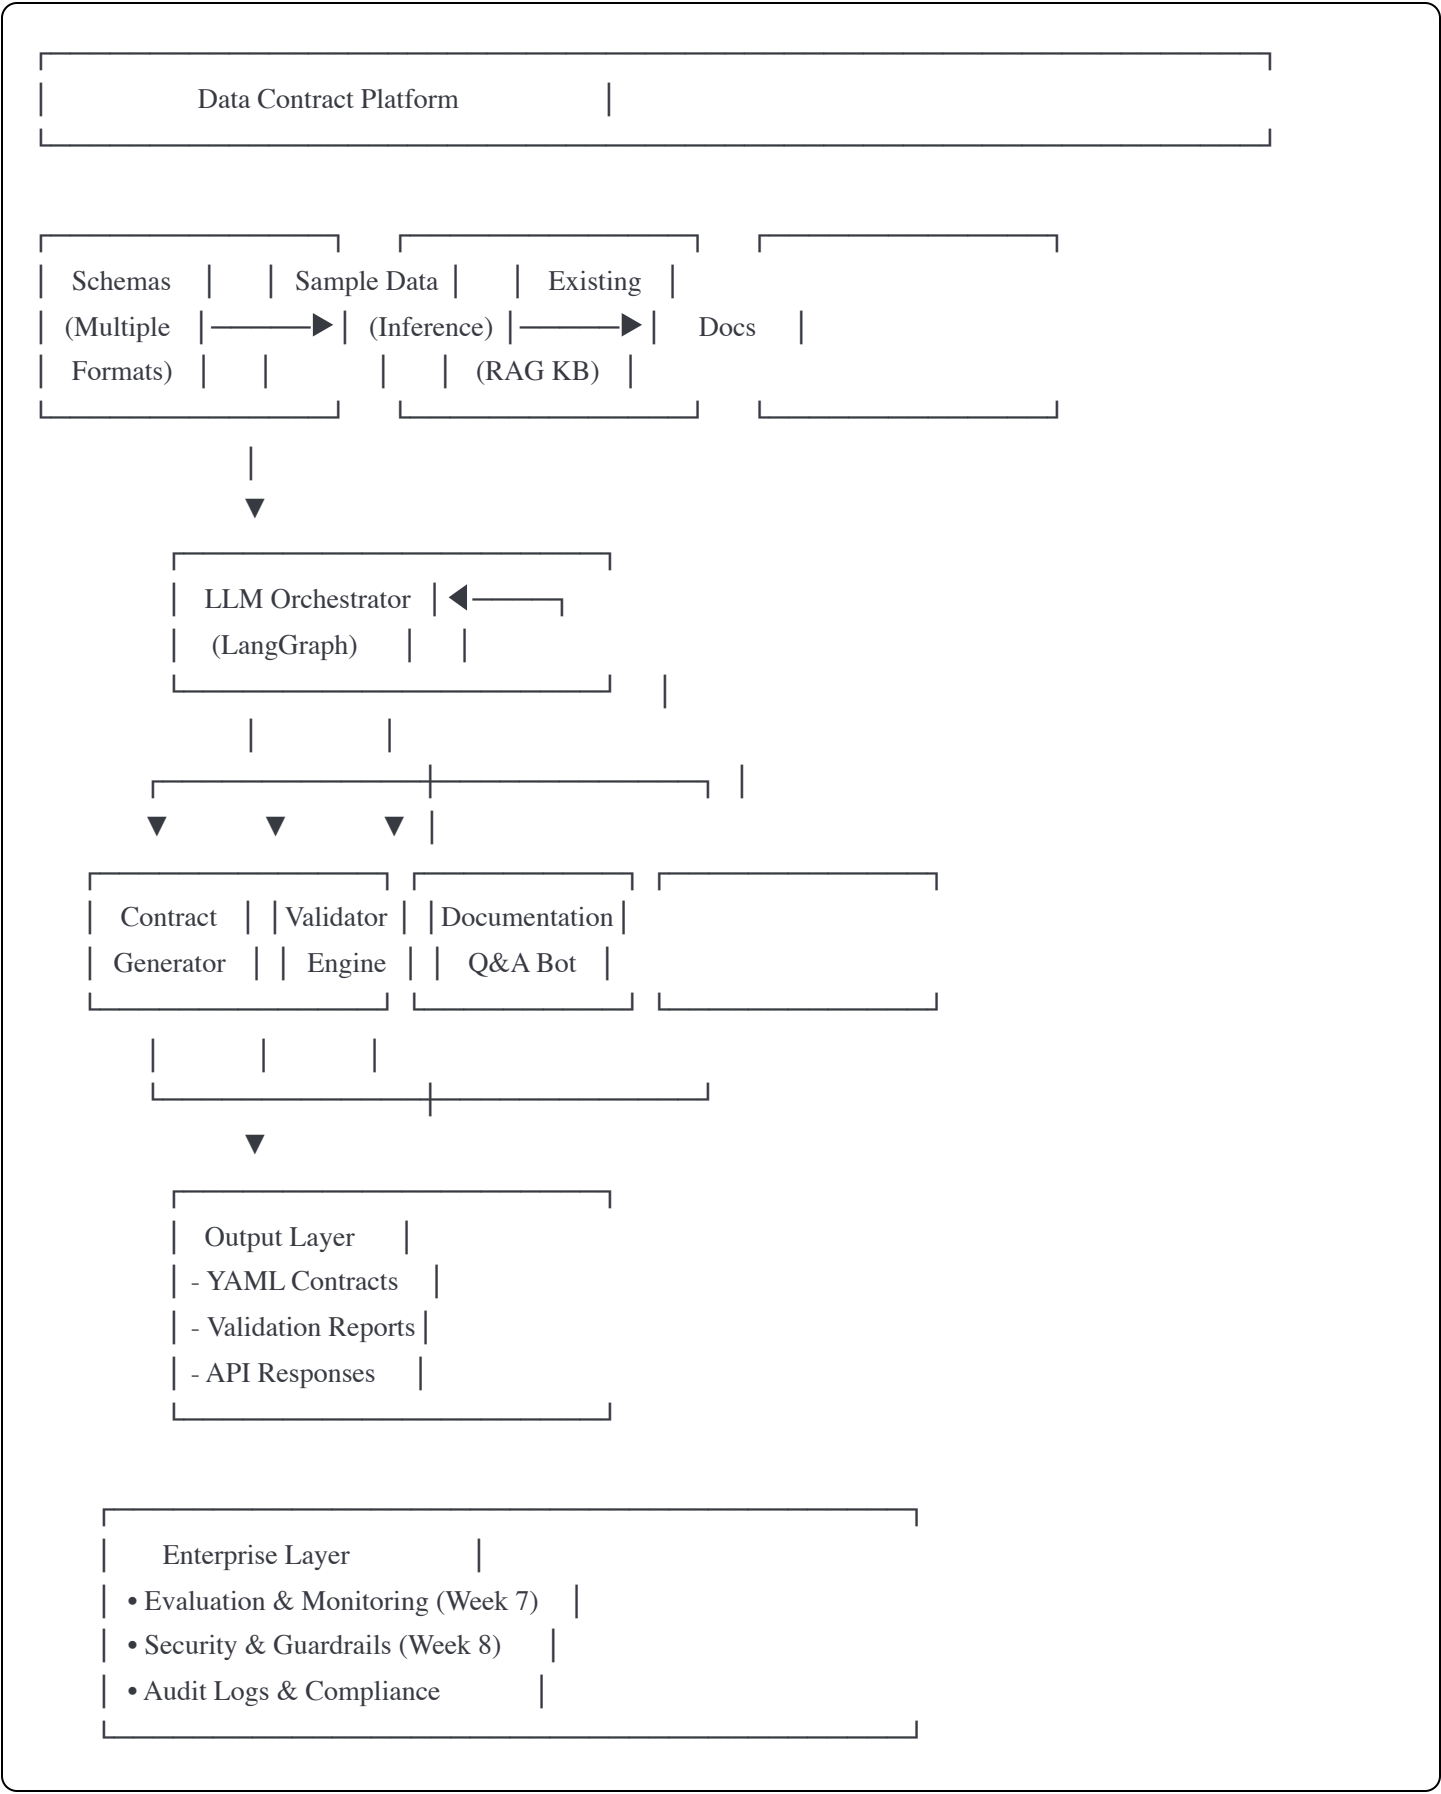 Data Contract Platform
Schemas Sample Data Existing
(Multiple (Inference) Docs
Formats) (RAG KB)
LLM Orchestrator
(LangGraph)
Contract Validator Documentation
Generator Engine Q&A Bot
Output Layer
- YAML Contracts
- Validation Reports
- API Responses
Enterprise Layer
• Evaluation & Monitoring (Week 7)
• Security & Guardrails (Week 8)
• Audit Logs & Compliance